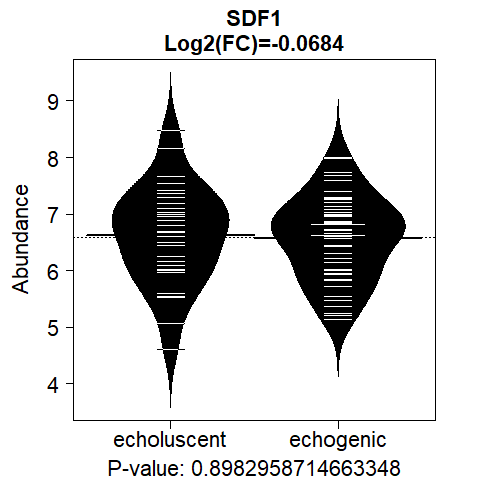 SDF1
Log2(FC)=-0.0684
Abundance
9
8
7
6
5
4
echoluscent echogenic
P-value: 0.8982958714663348